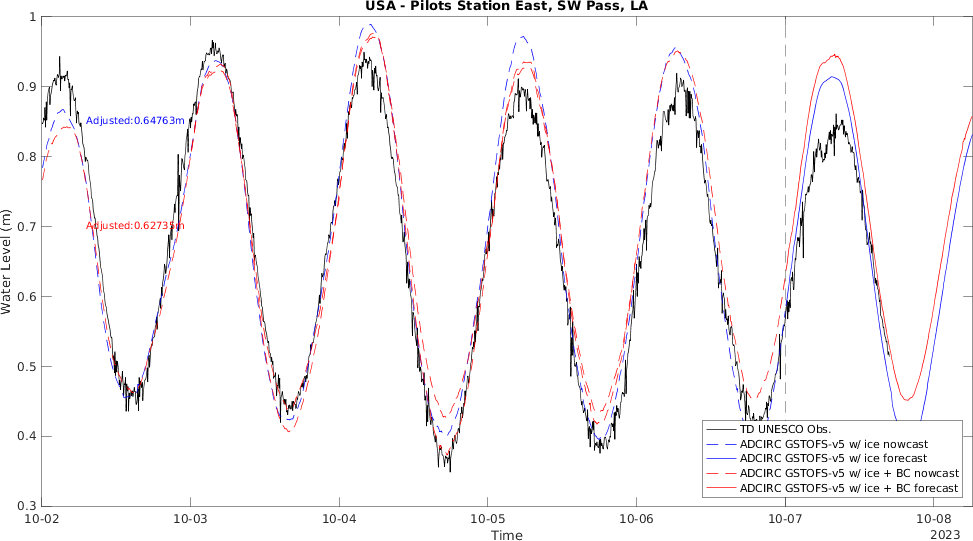 USA - Pilots Station East, SW Pass, LA
Water Level (m)
1
0.9
0.8
0.7
0.6
0.5
0.4
0.3
Adjusted:0.64763m
Adjusted:0.62735m
TD UNESCO Obs.
ADCIRC GSTOFS-v5 w/ ice nowcast
ADCIRC GSTOFS-v5 w/ ice forecast
ADCIRC GSTOFS-v5 w/ ice + BC nowcast
ADCIRC GSTOFS-v5 w/ ice + BC forecast
10-02 10-03 10-04 10-05 10-06 10-07 10-08
Time
2023